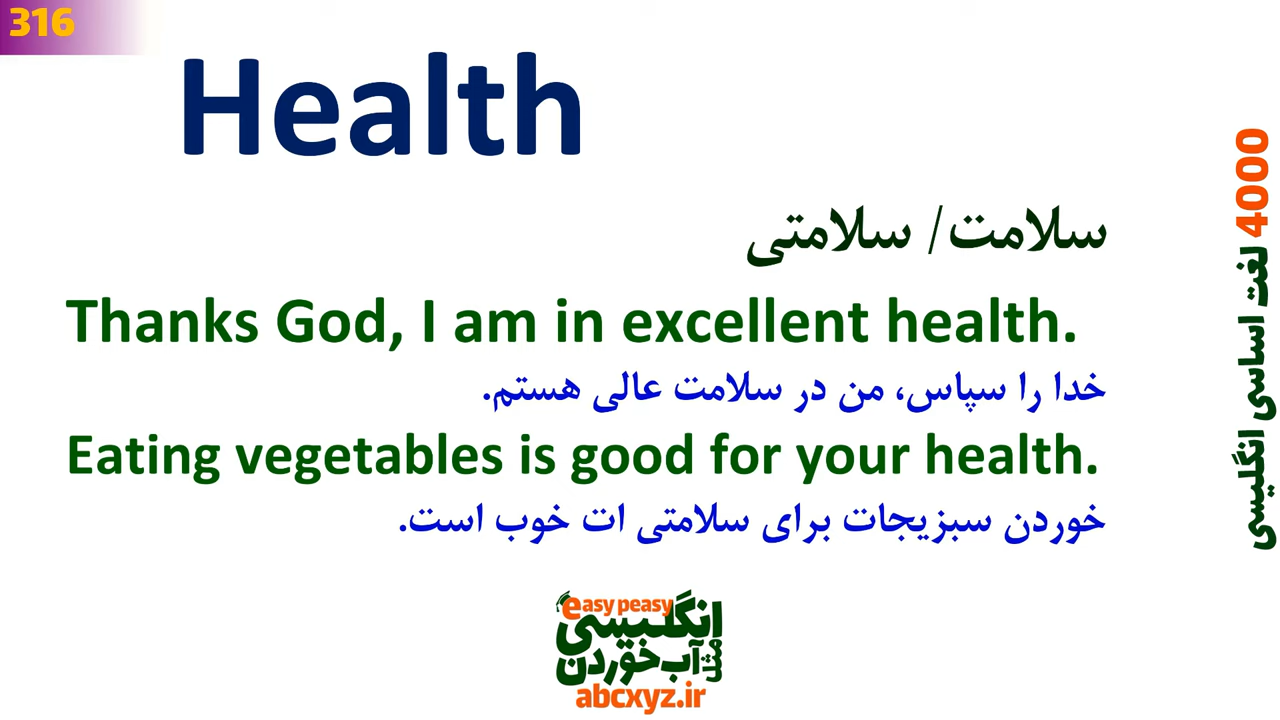 316
Health
سلامت/ سلامتی
Thanks God, I am in excellent health.
خدا را سپاس، من در سلامت عالی هستم.
Eating vegetables is good for your health.
خوردن سبزیجات برای سلامتی ات خوب است.
4000 لغت اساسی انگلیسی
easy peasy
انگلیسی
مثل
آب خوردن
abcxyz.ir